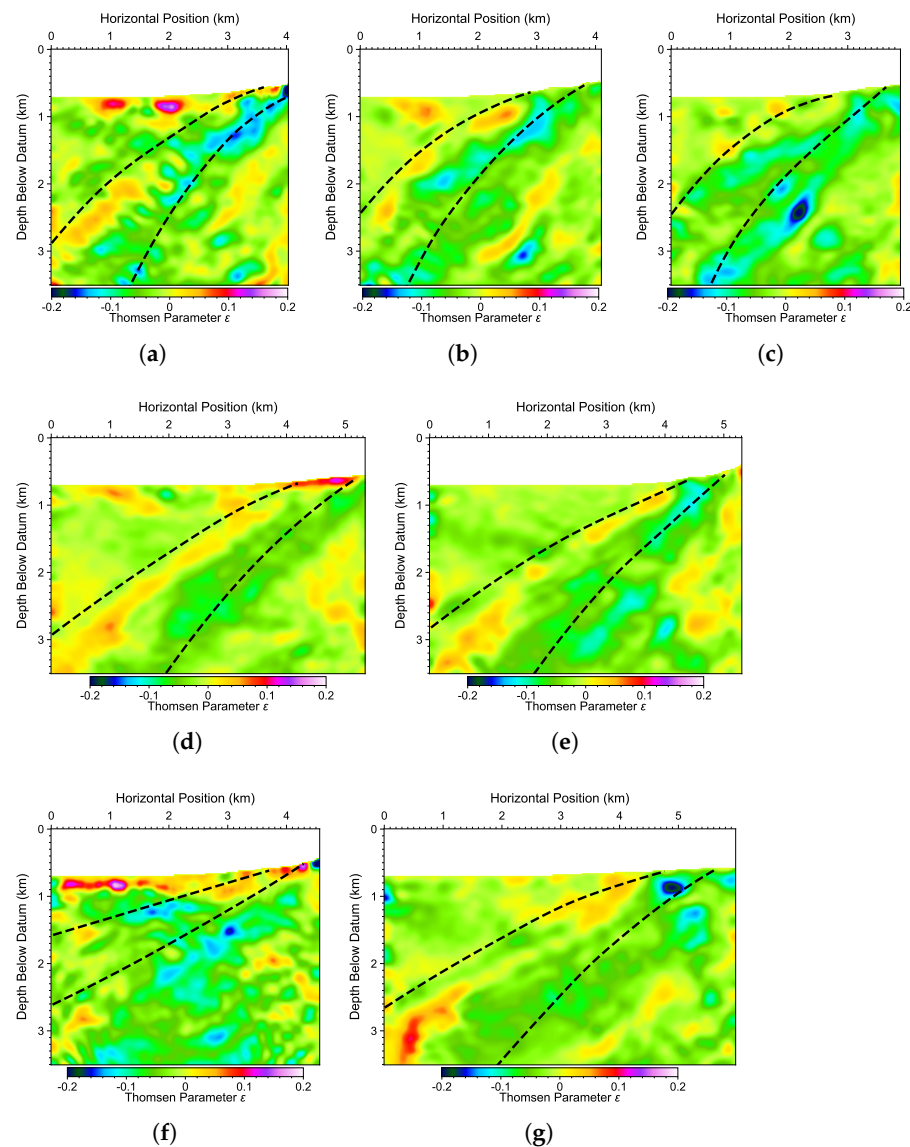 Horizontal Position (km)
0 1 2 3 4
Depth Below Datum (km)
0
1
2
3
-0.2 -0.1 0 0.1 0.2
Thomsen Parameter ε
(a)
Horizontal Position (km)
0 1 2 3 4
Depth Below Datum (km)
0
1
2
3
-0.2 -0.1 0 0.1 0.2
Thomsen Parameter ε
(b)
Horizontal Position (km)
0 1 2 3
Depth Below Datum (km)
0
1
2
3
-0.2 -0.1 0 0.1 0.2
Thomsen Parameter ε
(c)
Horizontal Position (km)
0 1 2 3 4 5
Depth Below Datum (km)
0
1
2
3
-0.2 -0.1 0 0.1 0.2
Thomsen Parameter ε
(d)
Horizontal Position (km)
0 1 2 3 4 5
Depth Below Datum (km)
0
1
2
3
-0.2 -0.1 0 0.1 0.2
Thomsen Parameter ε
(e)
Horizontal Position (km)
0 1 2 3 4
Depth Below Datum (km)
0
1
2
3
-0.2 -0.1 0 0.1 0.2
Thomsen Parameter ε
(f)
Horizontal Position (km)
0 1 2 3 4 5
Depth Below Datum (km)
0
1
2
3
-0.2 -0.1 0 0.1 0.2
Thomsen Parameter ε
(g)